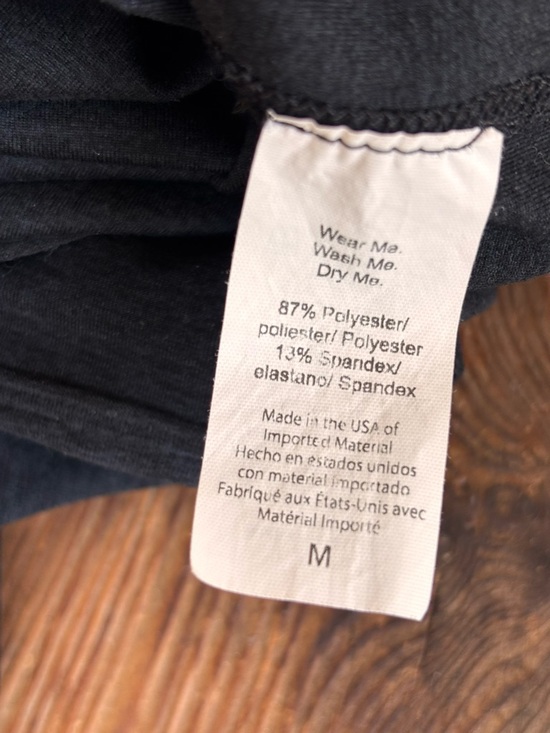 Wear Me.
Wash Me.
Dry Me.
87% Polyester/
poliester/ Polyester
13% Spandex/
elastano/ Spandex
Made in the USA of
Imported Material
Hecho en estados unidos
con material importado
Fabriqué aux États-Unis avec
Matérial Importé
M